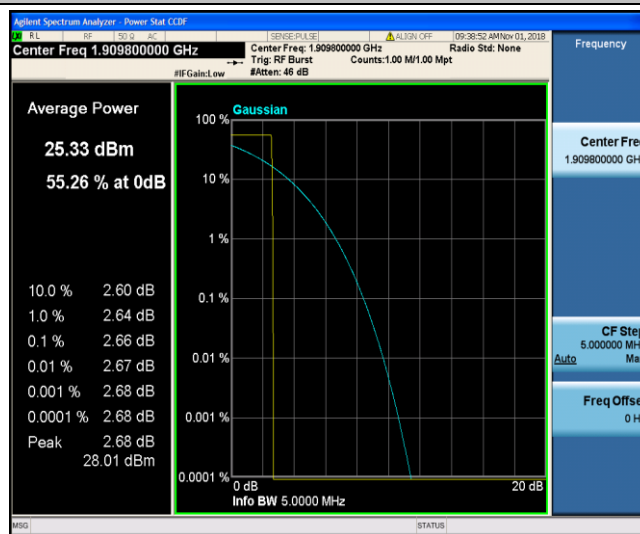 Agilent Spectrum Analyzer - Power Stat CCDF
RL RF 50 Ω AC SENSE:PULSE ALIGN OFF 09:38:52 AM Nov 01, 2018
Center Freq 1.909800000 GHz
Center Freq: 1.909800000 GHz Radio Std: None
Trig: RF Burst Counts:1.00 M/1.00 Mpt
#IFGain:Low #Atten: 46 dB
Frequency
Average Power
25.33 dBm
55.26 % at 0dB
10.0 % 2.60 dB
1.0 % 2.64 dB
0.1 % 2.66 dB
0.01 % 2.67 dB
0.001 % 2.68 dB
0.0001 % 2.68 dB
Peak 2.68 dB
28.01 dBm
Gaussian
100 %
10 %
1 %
0.1 %
0.01 %
0.001 %
0.0001 %
0 dB 20 dB
Info BW 5.0000 MHz
Center Fre
1.909800000 GH
CF Step
5.000000 MH
Auto Ma
Freq Offse
0 H
MSG STATUS